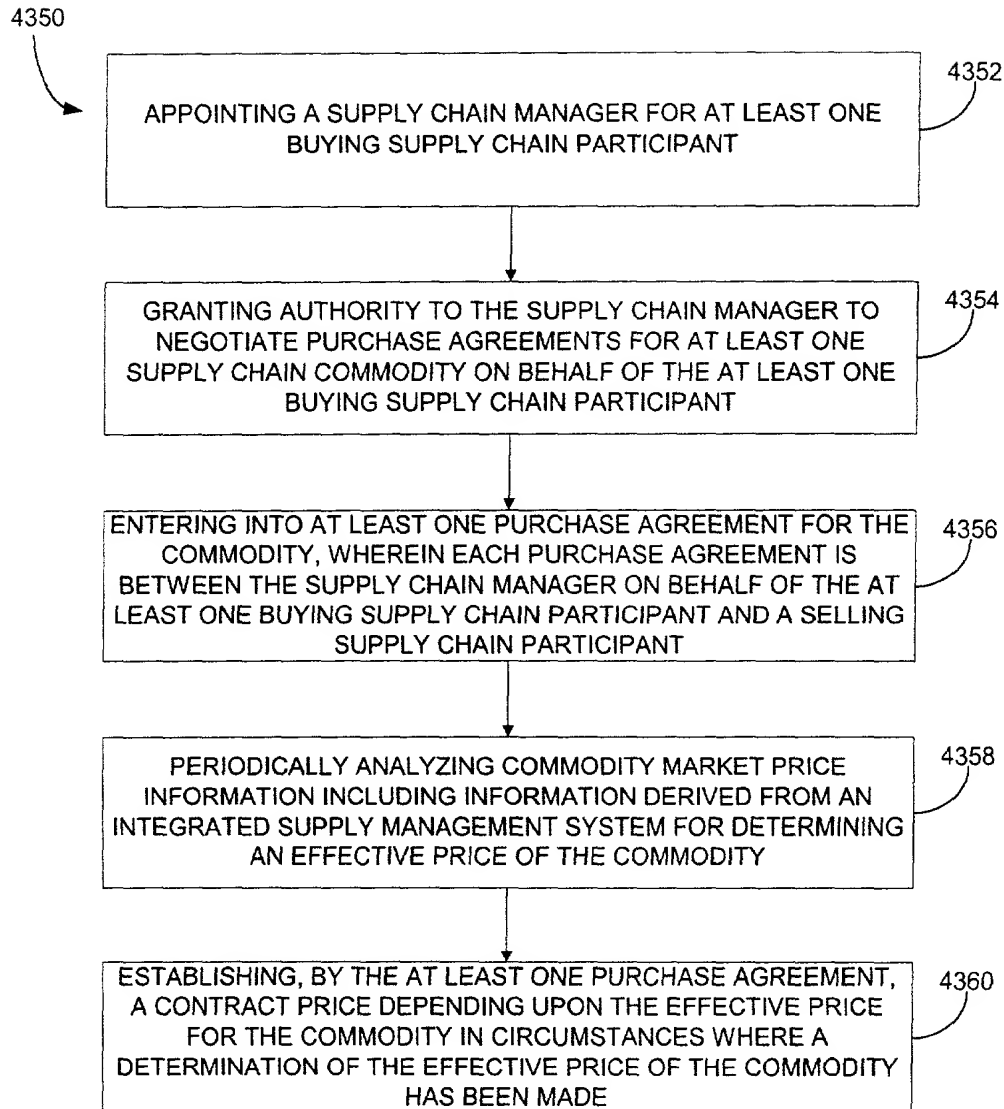 4350
4352
APPOINTING A SUPPLY CHAIN MANAGER FOR AT LEAST ONE
BUYING SUPPLY CHAIN PARTICIPANT
4354
GRANTING AUTHORITY TO THE SUPPLY CHAIN MANAGER TO
NEGOTIATE PURCHASE AGREEMENTS FOR AT LEAST ONE
SUPPLY CHAIN COMMODITY ON BEHALF OF THE AT LEAST ONE
BUYING SUPPLY CHAIN PARTICIPANT
4356
ENTERING INTO AT LEAST ONE PURCHASE AGREEMENT FOR THE
COMMODITY, WHEREIN EACH PURCHASE AGREEMENT IS
BETWEEN THE SUPPLY CHAIN MANAGER ON BEHALF OF THE AT
LEAST ONE BUYING SUPPLY CHAIN PARTICIPANT AND A SELLING
SUPPLY CHAIN PARTICIPANT
4358
PERIODICALLY ANALYZING COMMODITY MARKET PRICE
INFORMATION INCLUDING INFORMATION DERIVED FROM AN
INTEGRATED SUPPLY MANAGEMENT SYSTEM FOR DETERMINING
AN EFFECTIVE PRICE OF THE COMMODITY
4360
ESTABLISHING, BY THE AT LEAST ONE PURCHASE AGREEMENT,
A CONTRACT PRICE DEPENDING UPON THE EFFECTIVE PRICE
FOR THE COMMODITY IN CIRCUMSTANCES WHERE A
DETERMINATION OF THE EFFECTIVE PRICE OF THE COMMODITY
HAS BEEN MADE